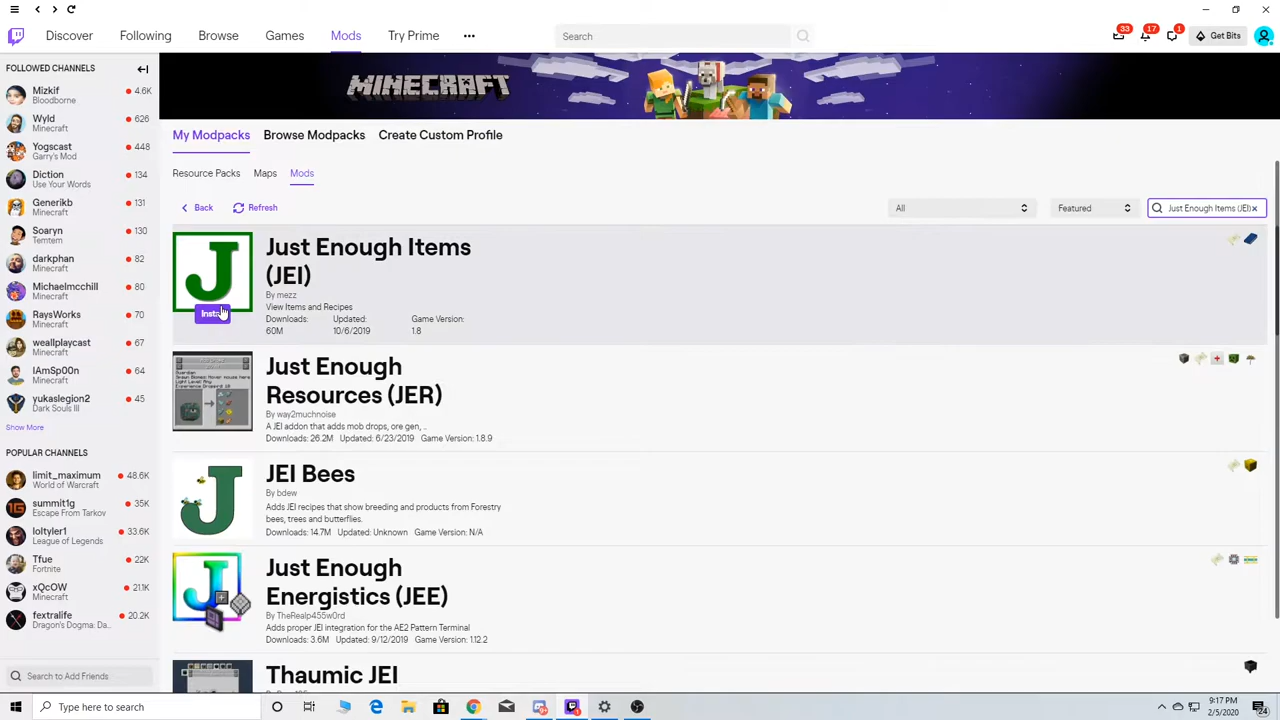 Discover Following Browse Games Mods Try Prime ••• Search 33 17 1 Get Bits
FOLLOWED CHANNELS
Mizkif 4.6K
Bloodborne
Wyld 626
Minecraft
Yogscast 448
Garry's Mod
Diction 134
Use Your Words
Generikb 131
Minecraft
Soaryn 130
Temtem
darkphan 82
Minecraft
Michaelmcchill 80
Minecraft
RaysWorks 70
Minecraft
weallplaycast 67
Minecraft
IAmSp00n 64
Minecraft
yukaslegion2 45
Dark Souls III
Show More
POPULAR CHANNELS
limit_maximum 48.6K
World of Warcraft
summit1g 35K
Escape From Tarkov
loltyler1 33.6K
League of Legends
Tfue 22K
Fortnite
xQcOW 21.1K
Minecraft
fextralife 20.2K
Dragon's Dogma: Da..
Search to Add Friends
MINECRAFT
My Modpacks Browse Modpacks Create Custom Profile
Resource Packs Maps Mods
Back Refresh All Featured Just Enough Items (JEI)
Just Enough Items
(JEI)
By mezz
View Items and Recipes
Downloads: Updated: Game Version:
60M 10/6/2019 1.8
Just Enough
Resources (JER)
By way2muchnoise
A JEI addon that adds mob drops, ore gen, ..
Downloads: 26.2M Updated: 6/23/2019 Game Version: 1.8.9
JEI Bees
By bdew
Adds JEI recipes that show breeding and products from Forestry
bees, trees and butterflies.
Downloads: 14.7M Updated: Unknown Game Version: N/A
Just Enough
Energistics (JEE)
By TheRealp455w0rd
Adds proper JEI integration for the AE2 Pattern Terminal
Downloads: 3.6M Updated: 9/12/2019 Game Version: 1.12.2
Thaumic JEI
Type here to search
9:17 PM
2/5/2020
24